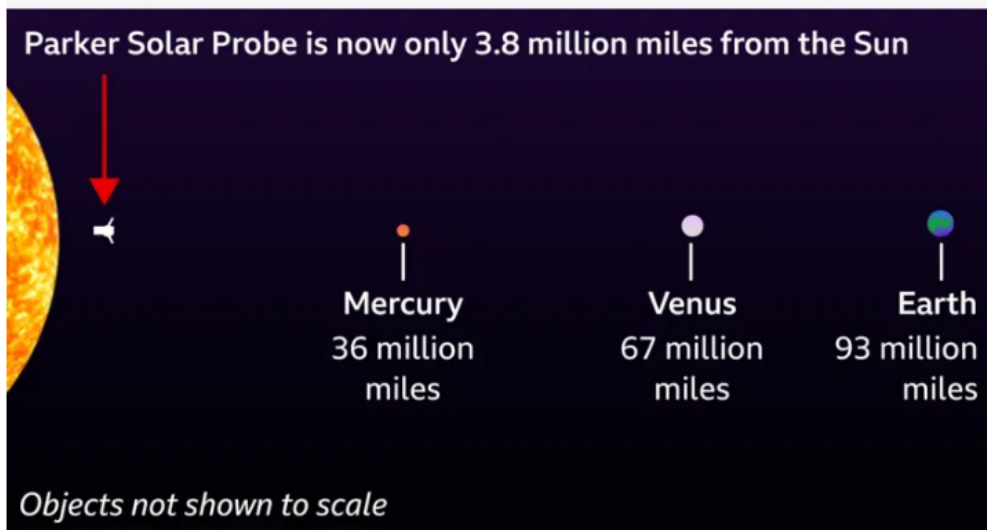 Parker Solar Probe is now only 3.8 million miles from the Sun
Mercury
36 million
miles
Venus
67 million
miles
Earth
93 million
miles
Objects not shown to scale